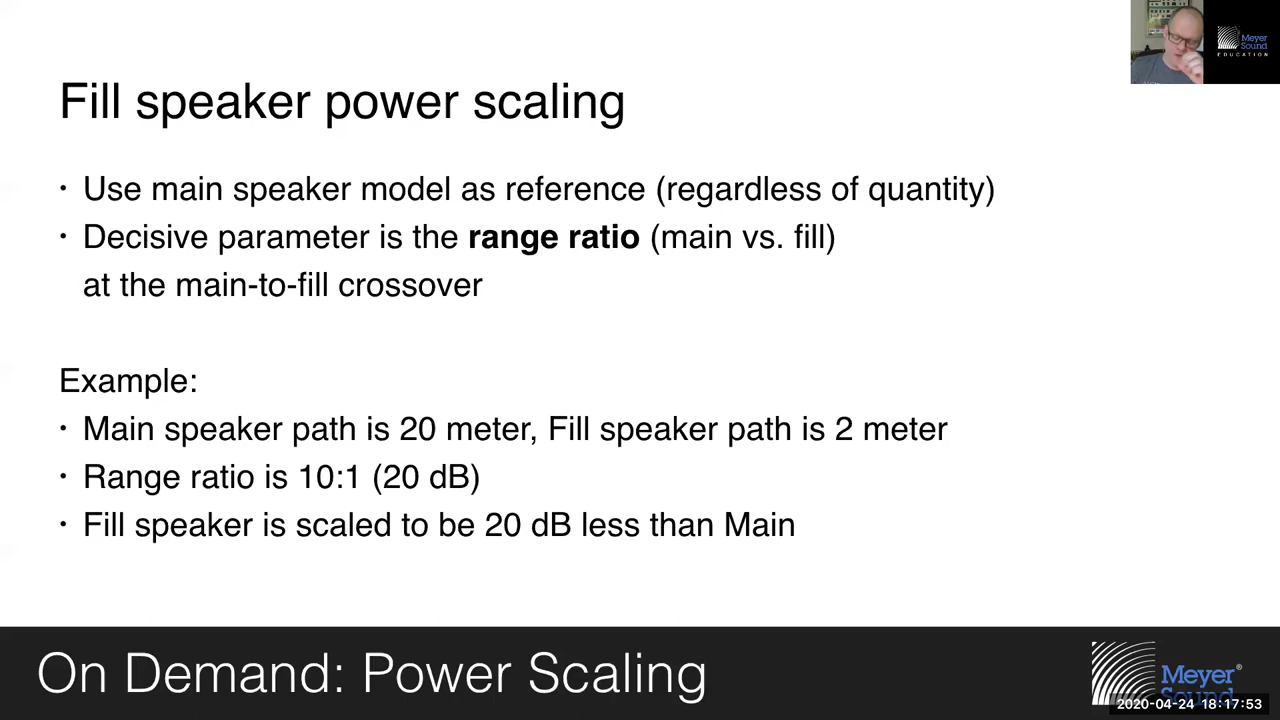 Meyer
Sound
EDUCATION
Fill speaker power scaling
• Use main speaker model as reference (regardless of quantity)
• Decisive parameter is the range ratio (main vs. fill)
at the main-to-fill crossover
Example:
• Main speaker path is 20 meter, Fill speaker path is 2 meter
• Range ratio is 10:1 (20 dB)
• Fill speaker is scaled to be 20 dB less than Main
On Demand: Power Scaling
Meyer®
Sound
2020-04-24 18:17:53